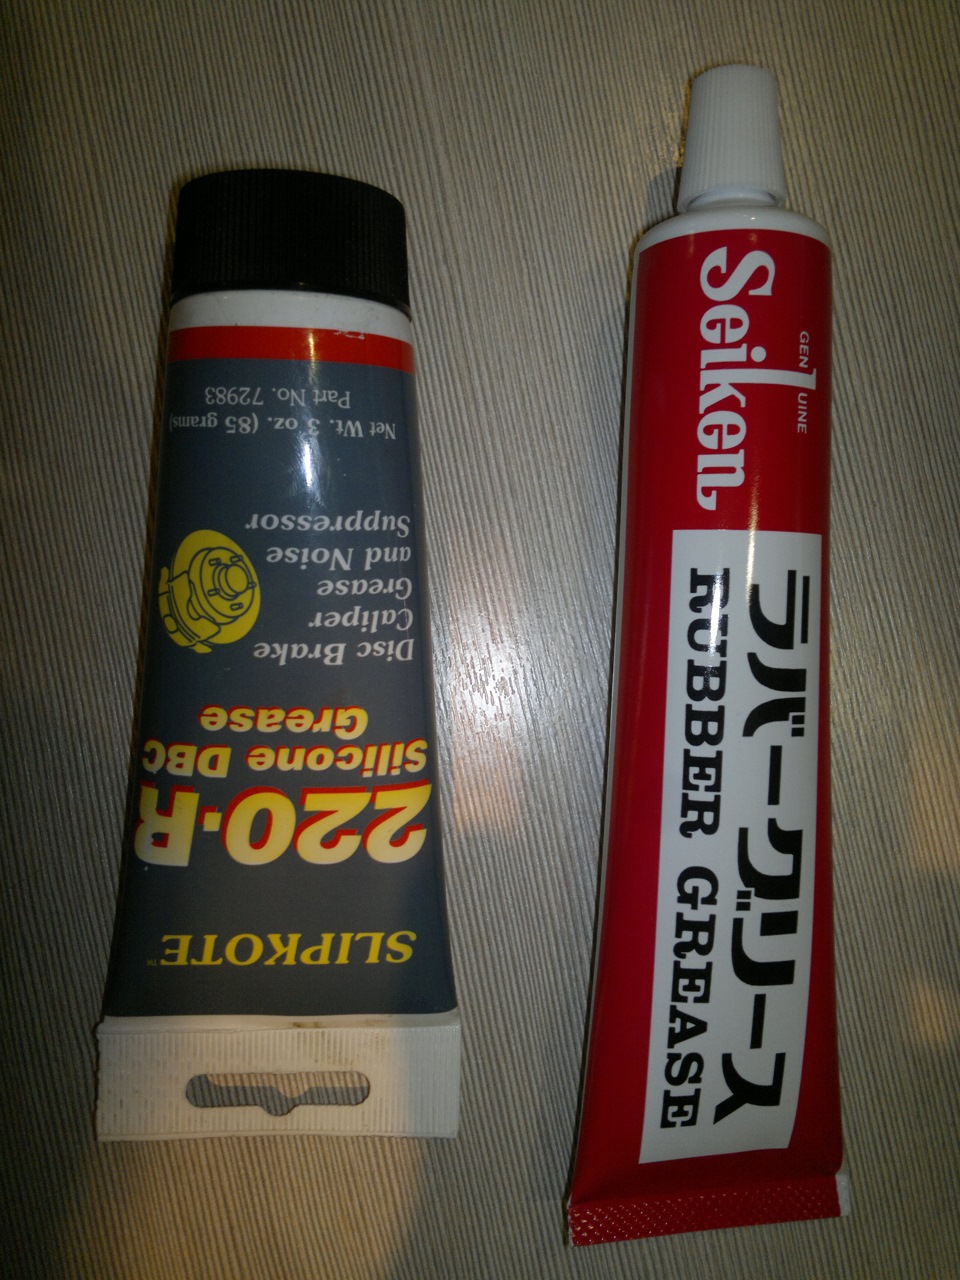 SLIPKOTE™
220-R
Silicone DBC
Grease
Disc Brake
Caliper
Grease
and Noise
Suppressor
Net Wt. 3 oz. (85 grams)
Part No. 72983
GENUINE
Seiken
ラバーグリース
RUBBER GREASE